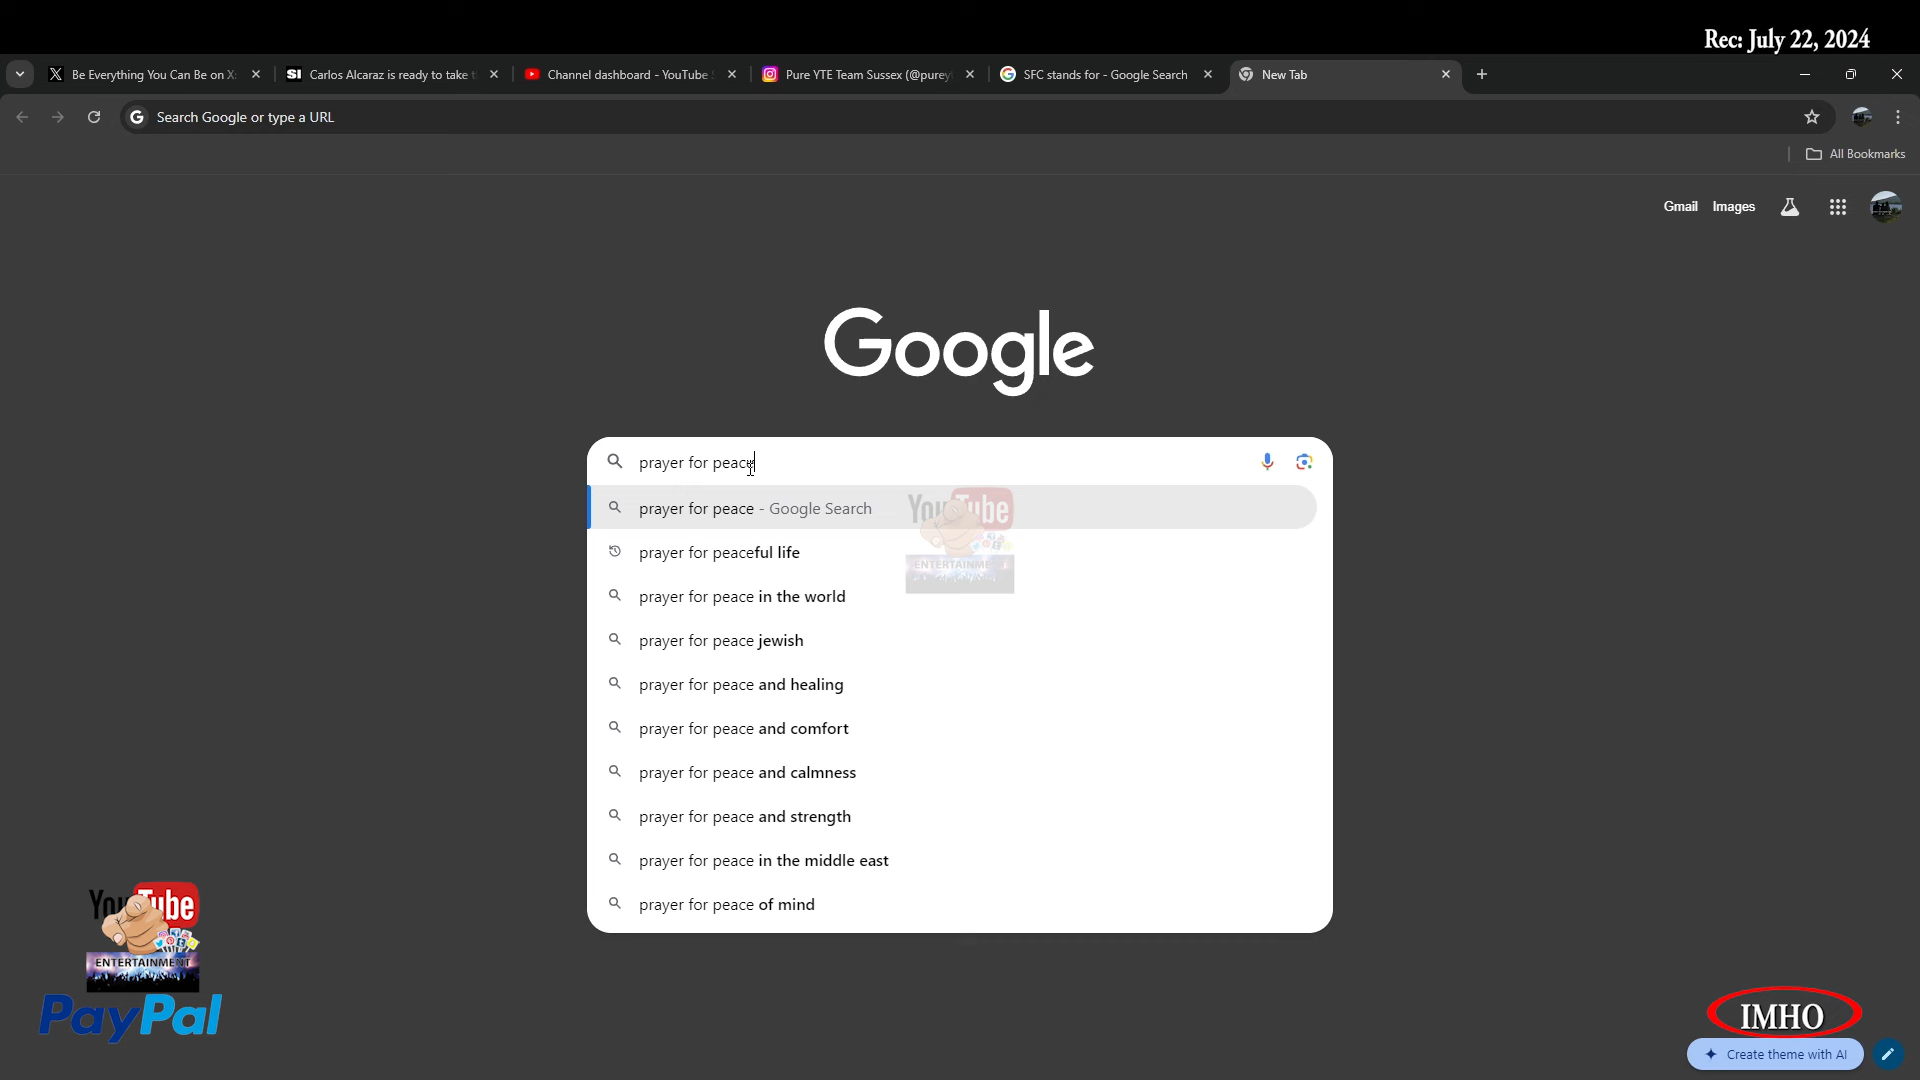 Rec: July 22, 2024
Be Everything You Can Be on X
Carlos Alcaraz is ready to take
Channel dashboard - YouTube
Pure YTE Team Sussex (@purey
SFC stands for - Google Search
New Tab
Search Google or type a URL
All Bookmarks
Gmail
Images
Google
prayer for peace
prayer for peace - Google Search
prayer for peaceful life
prayer for peace in the world
prayer for peace jewish
prayer for peace and healing
prayer for peace and comfort
prayer for peace and calmness
prayer for peace and strength
prayer for peace in the middle east
prayer for peace of mind
YouTube
ENTERTAINMENT
YouTube
ENTERTAINMENT
PayPal
IMHO
Create theme with AI